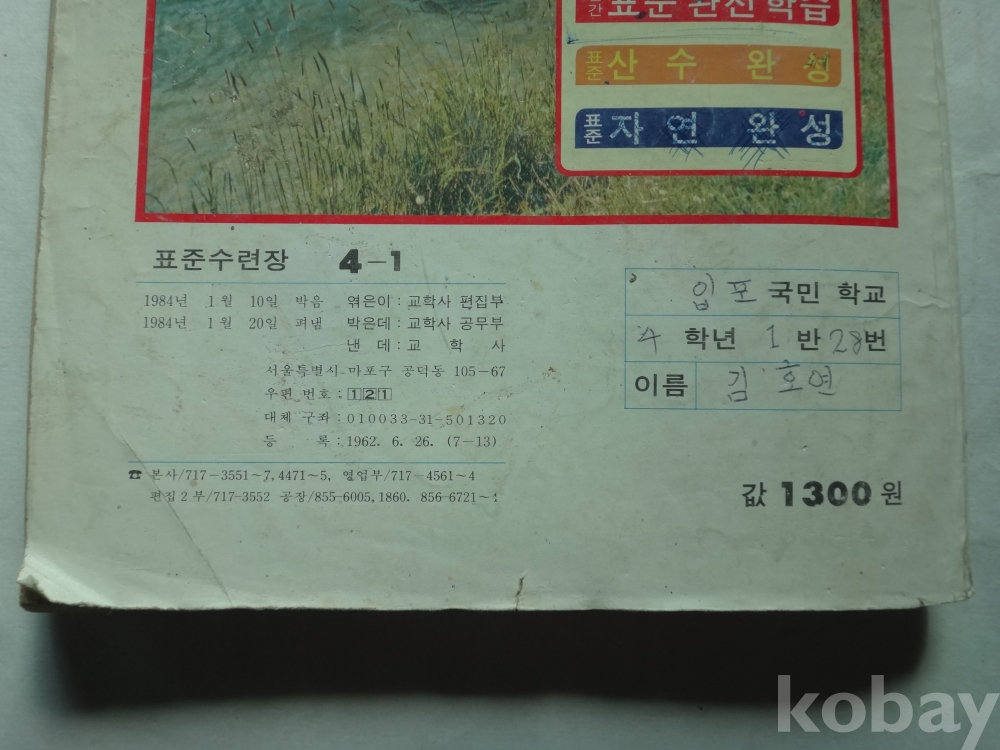 간 표준 완전 학습
표준 산 수 완 성
표준 자 연 완 성
표준수련장 4-1
1984년 1월 10일 박음 엮은이 : 교학사 편집부
1984년 1월 20일 펴냄 박은데 : 교학사 공무부
낸 데 : 교 학 사
서울특별시 마포구 공덕동 105-67
우편 번호 : 121
대체 구좌 : 010033-31-501320
등 록 : 1962. 6. 26. (7-13)
☎ 본사/717-3551~7, 4471~5, 영업부/717-4561~4
편집 2부/717-3552 공장/855-6005, 1860. 856-6721~
입포 국민 학교
4 학년 1 반 28번
이름 김호연
값 1300원
kobay